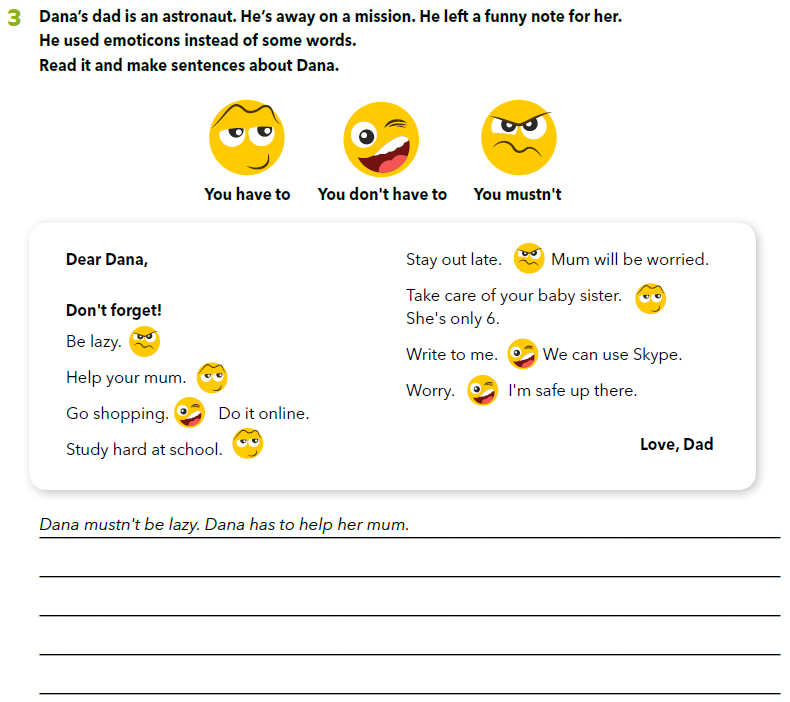 3 Dana’s dad is an astronaut. He’s away on a mission. He left a funny note for her.
He used emoticons instead of some words.
Read it and make sentences about Dana.
You have to You don't have to You mustn't
Dear Dana,
Don't forget!
Be lazy.
Help your mum.
Go shopping. Do it online.
Study hard at school.
Stay out late. Mum will be worried.
Take care of your baby sister.
She's only 6.
Write to me. We can use Skype.
Worry. I'm safe up there.
Love, Dad
Dana mustn't be lazy. Dana has to help her mum.